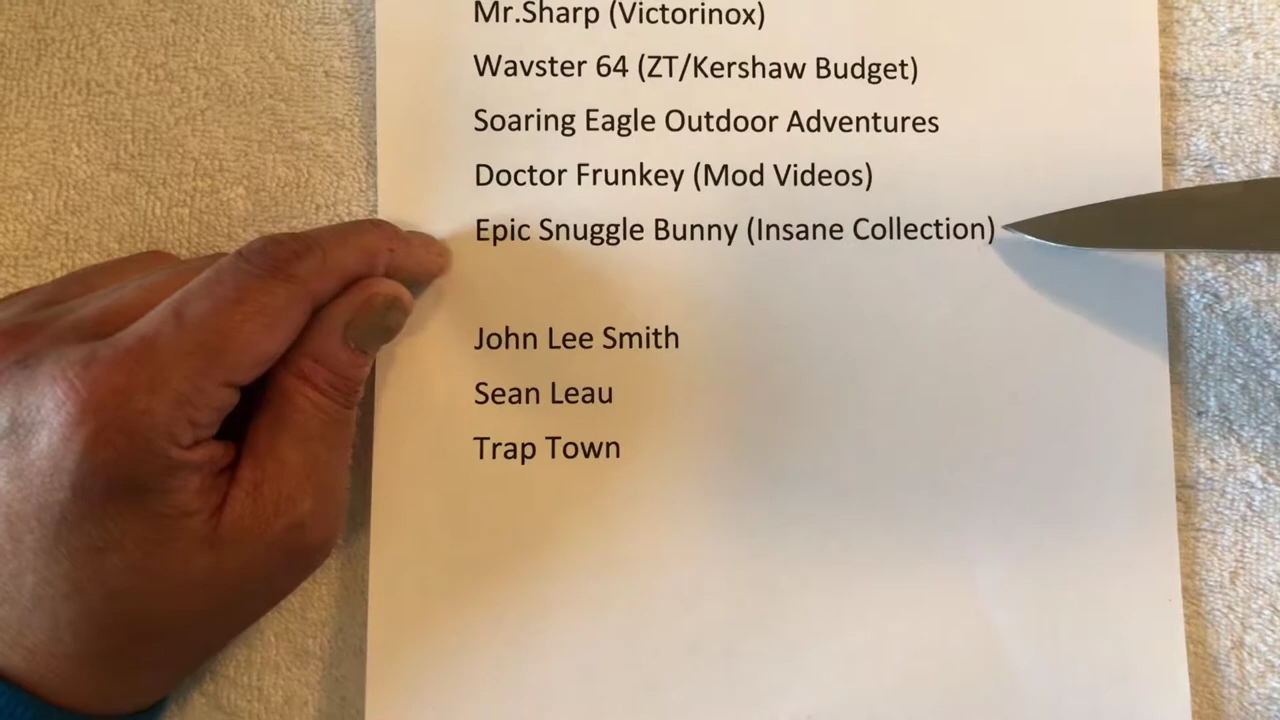 Mr.Sharp (Victorinox)
Wavster 64 (ZT/Kershaw Budget)
Soaring Eagle Outdoor Adventures
Doctor Frunkey (Mod Videos)
Epic Snuggle Bunny (Insane Collection)
John Lee Smith
Sean Leau
Trap Town